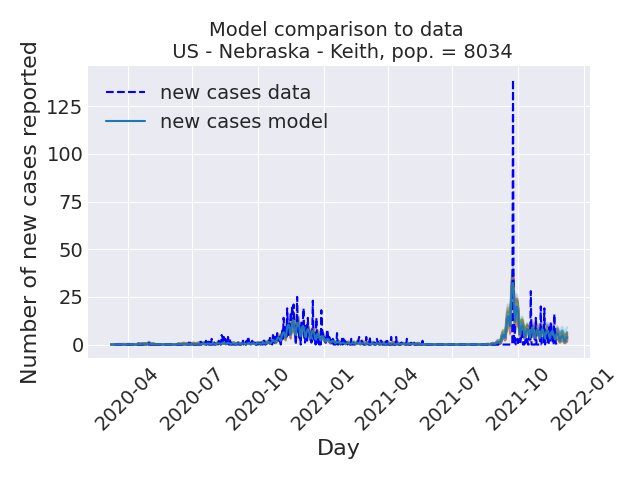 Model comparison to data
US - Nebraska - Keith, pop. = 8034
Number of new cases reported
125
100
75
50
25
0
new cases data
new cases model
2020-04
2020-07
2020-10
2021-01
2021-04
2021-07
2021-10
2022-01
Day